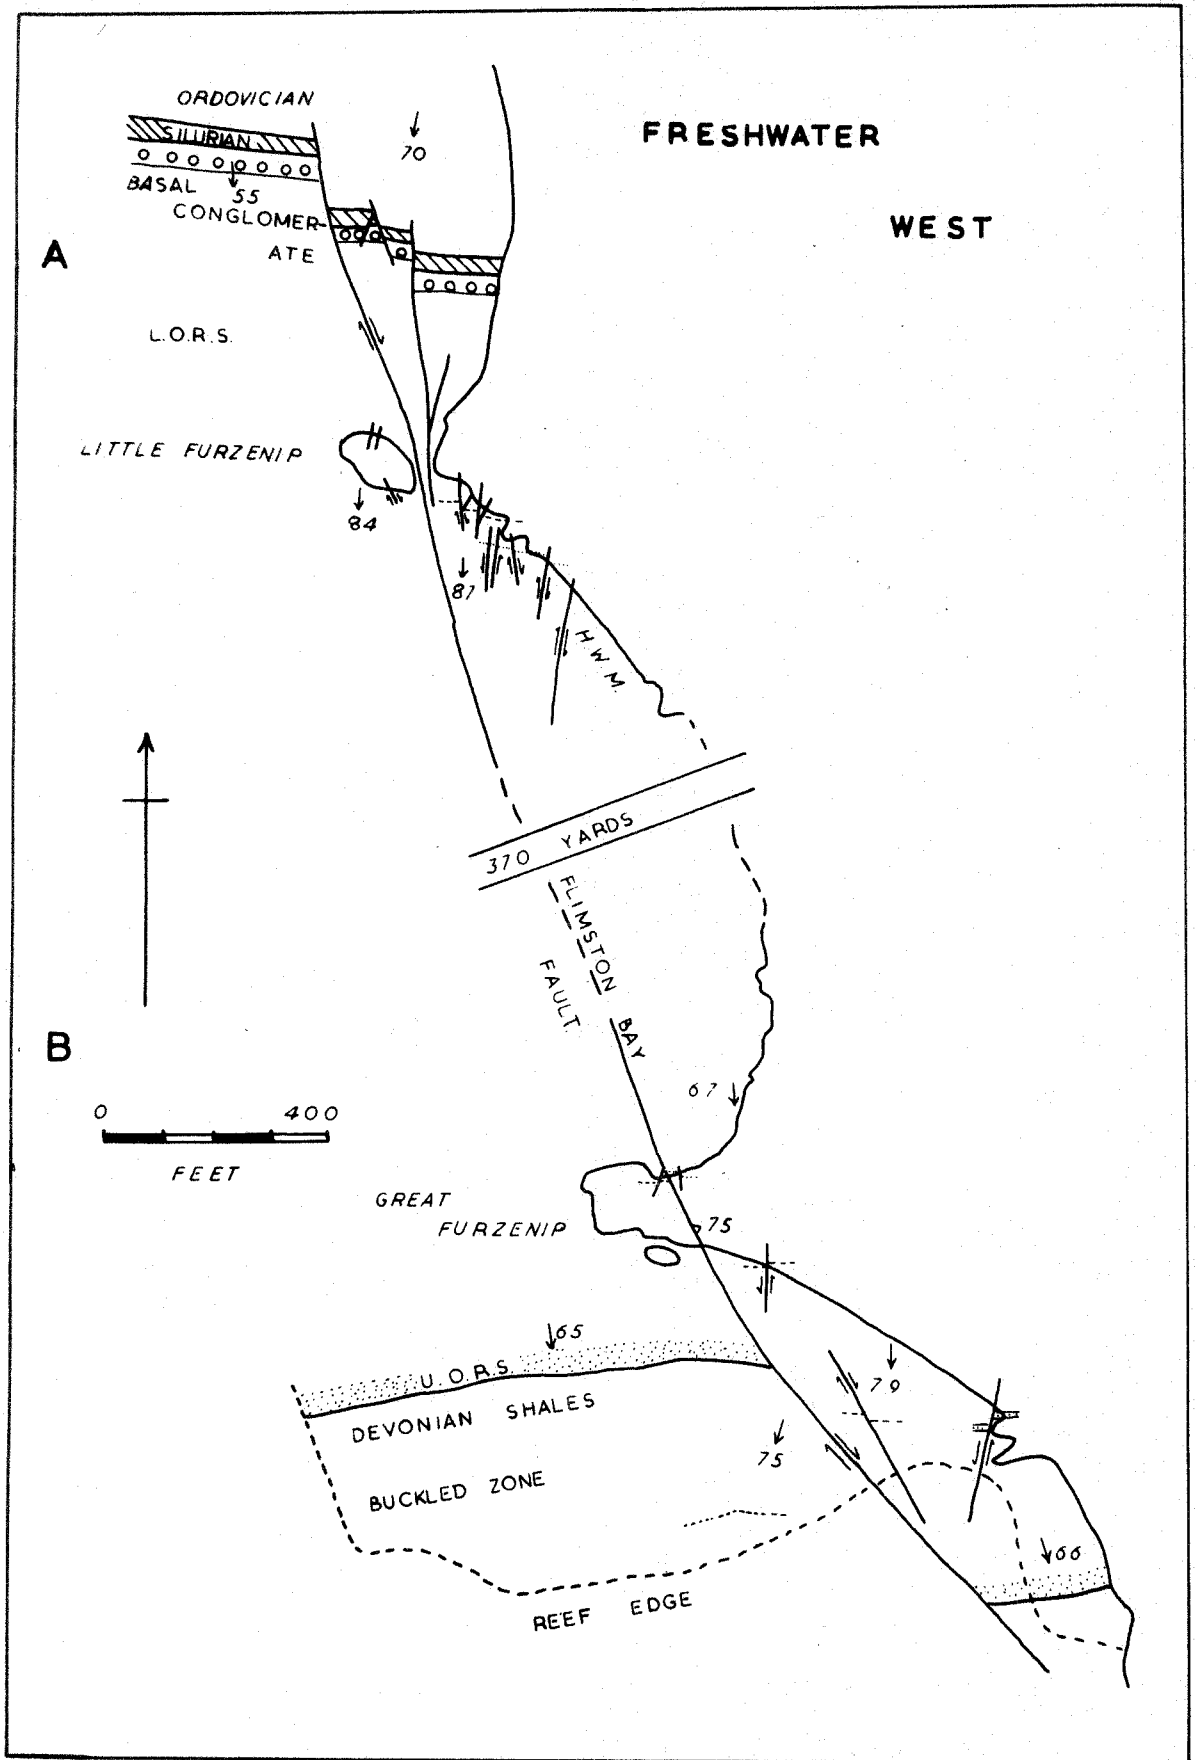 ORDOVICIAN
SILURIAN
70
FRESHWATER
WEST
BASAL
55
CONGLOMER-
ATE
A
L.O.R.S.
LITTLE FURZENIP
84
87
H.W.M.
370 YARDS
FLIMSTON BAY
FAULT
B
67
0 400
FEET
GREAT
FURZENIP
75
65
U.O.R.S.
79
DEVONIAN SHALES
75
BUCKLED ZONE
66
REEF EDGE